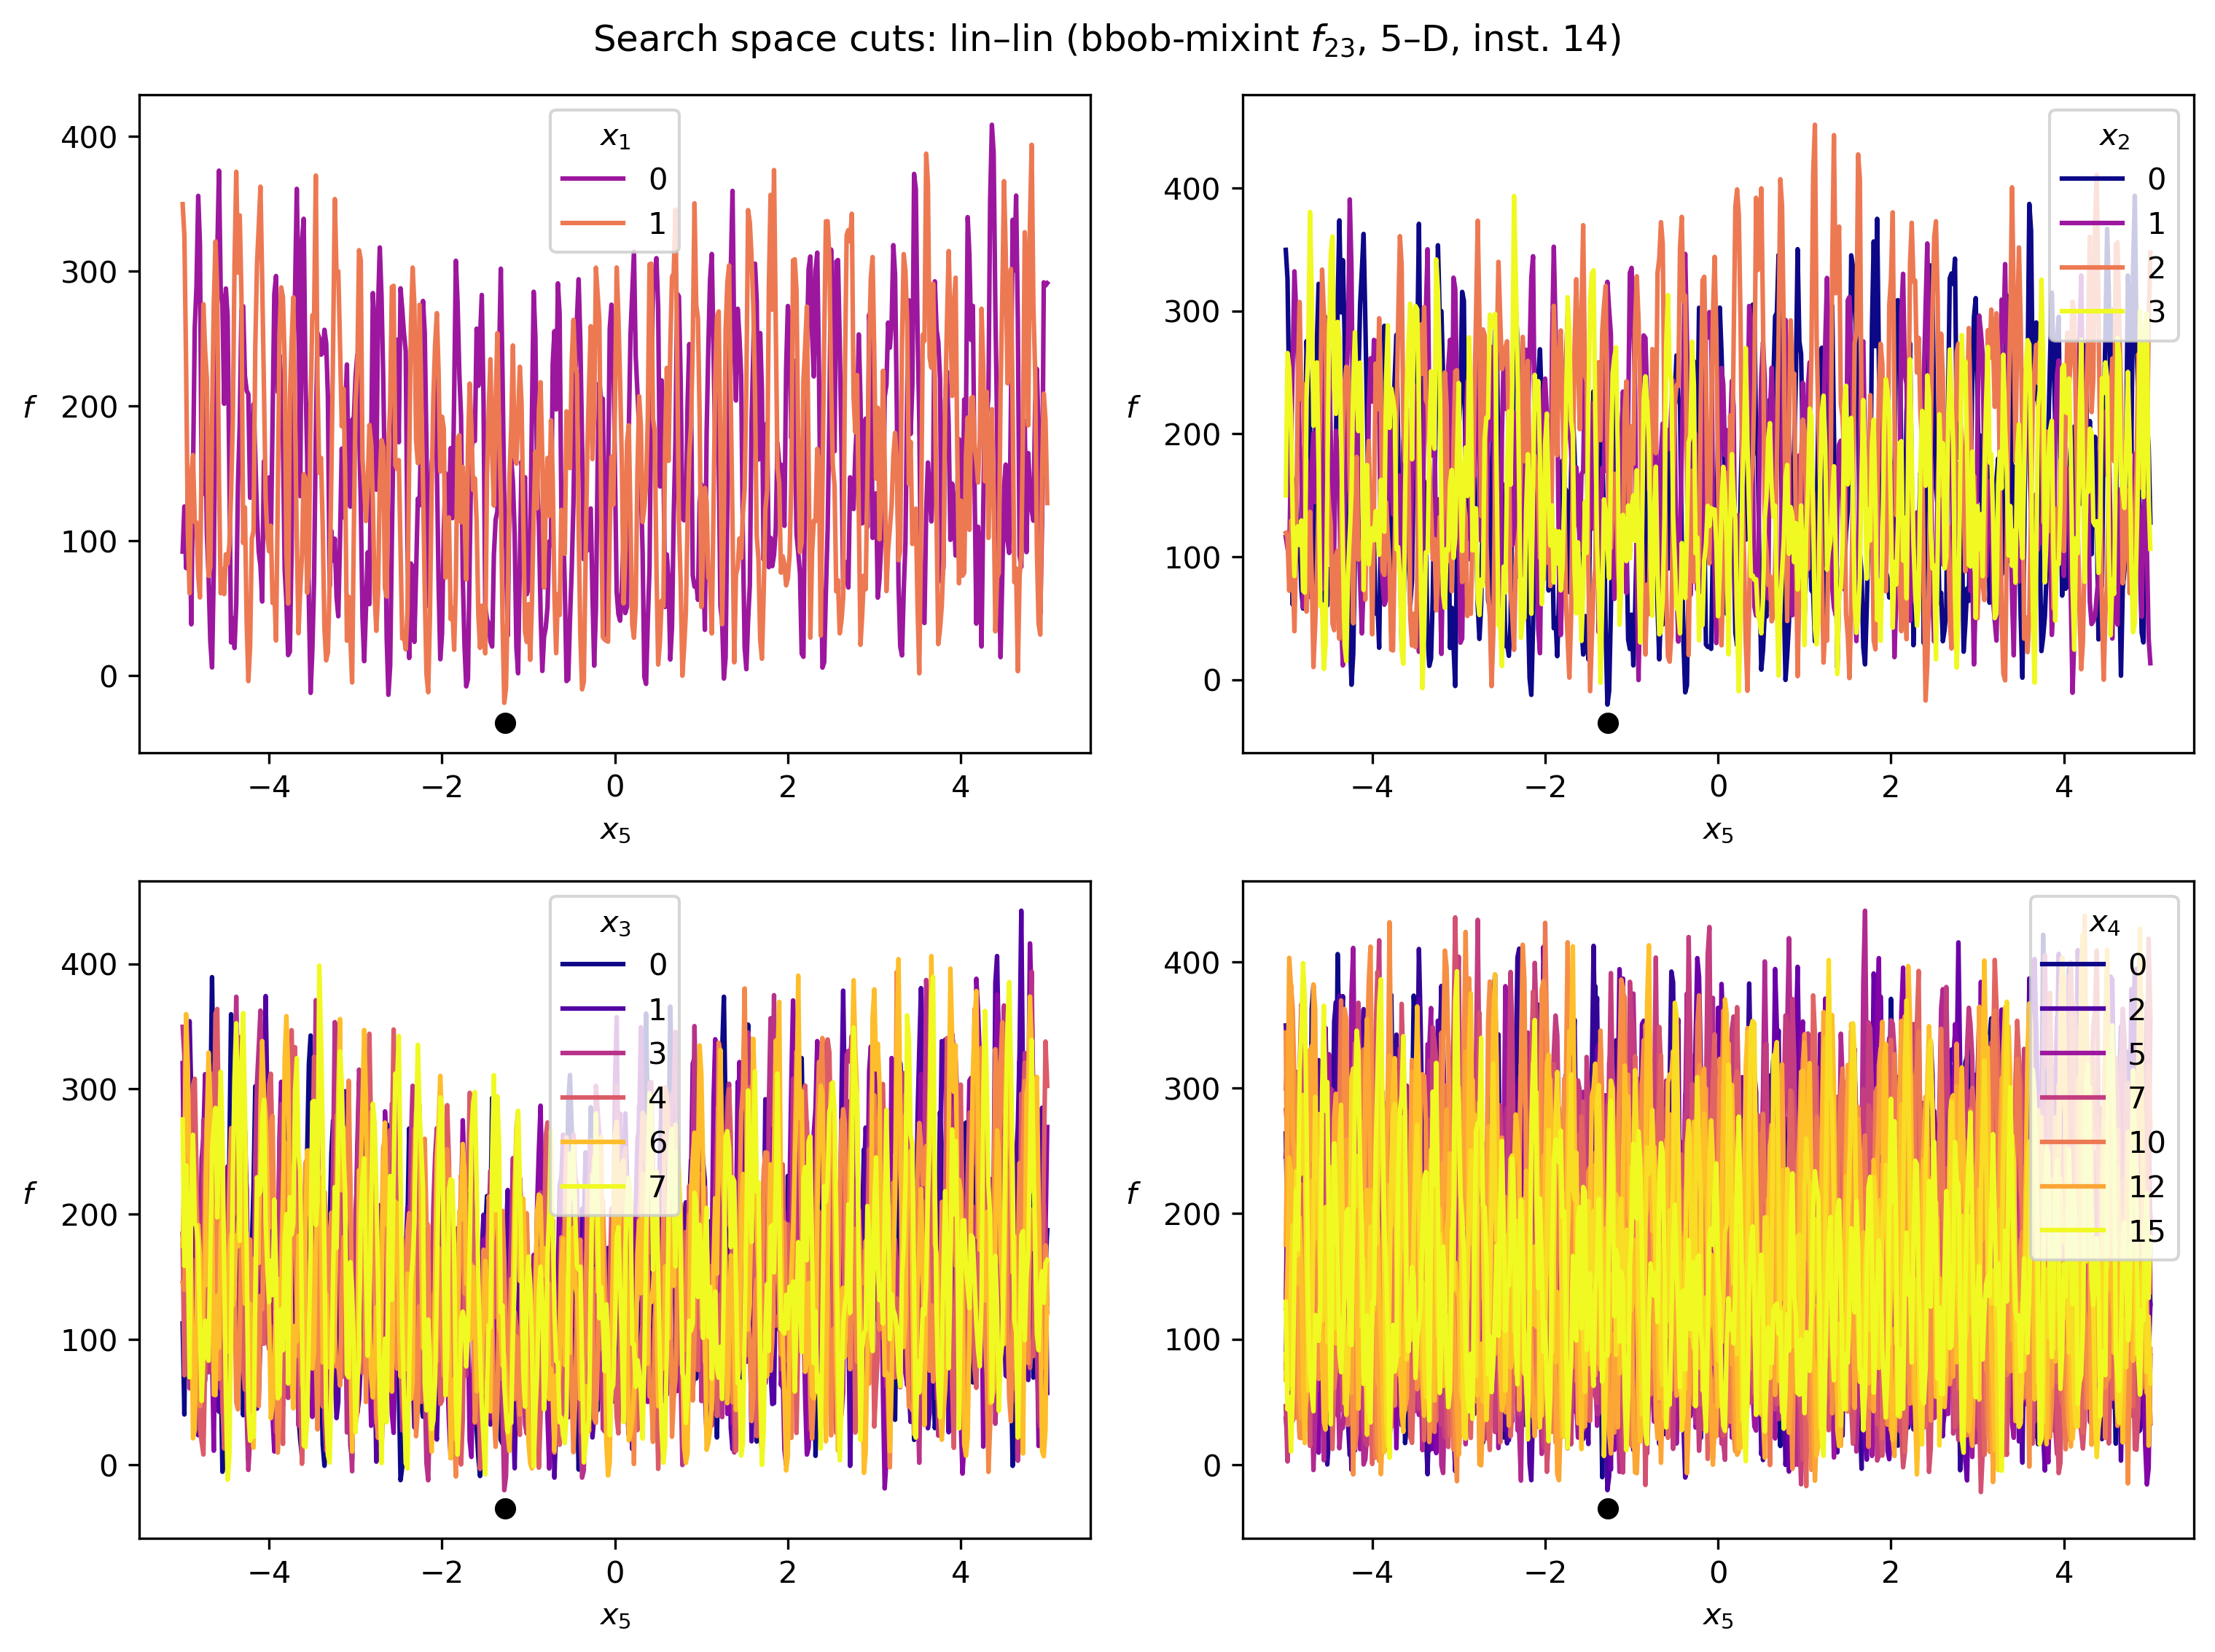 Search space cuts: lin–lin (bbob-mixint f₂₃, 5–D, inst. 14)
x₁
0
1
400
300
200
100
0
f
−4 −2 0 2 4
x₅
x₂
0
1
2
3
400
300
200
100
0
f
−4 −2 0 2 4
x₅
x₃
0
1
3
4
6
7
400
300
200
100
0
f
−4 −2 0 2 4
x₅
x₄
0
2
5
7
10
12
15
400
300
200
100
0
f
−4 −2 0 2 4
x₅